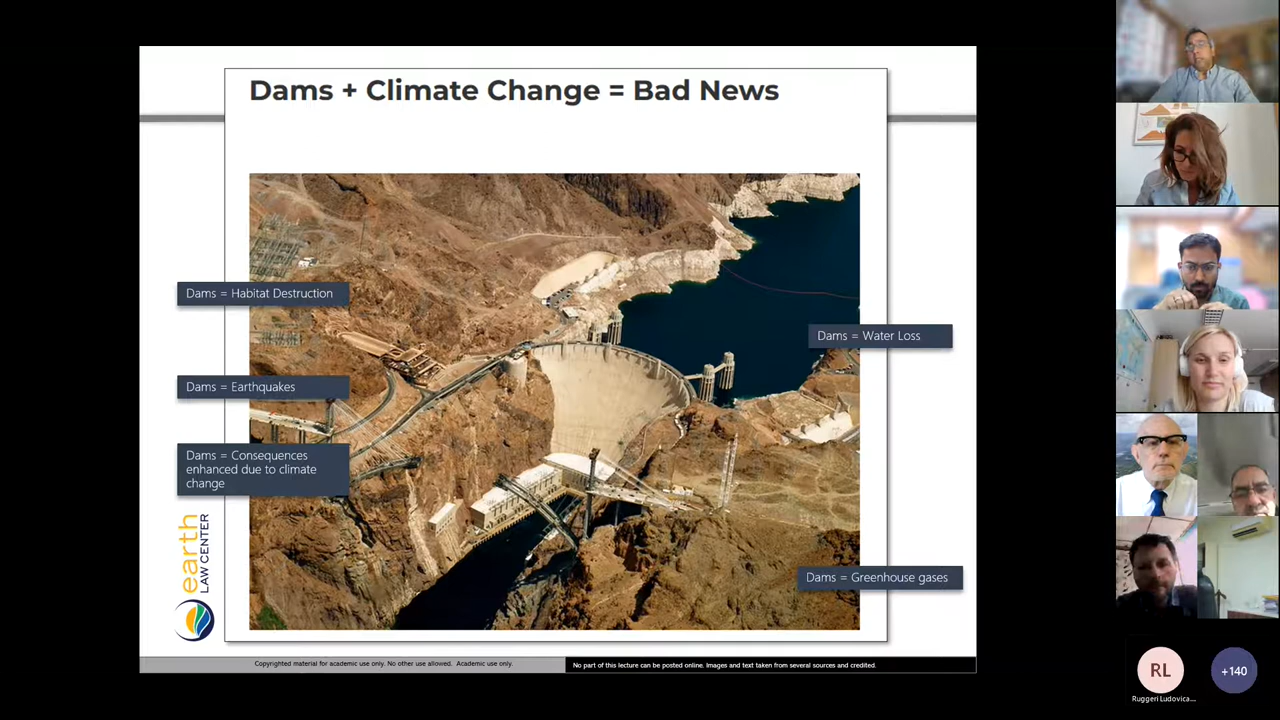 Dams + Climate Change = Bad News
Dams = Habitat Destruction
Dams = Water Loss
Dams = Earthquakes
Dams = Consequences
enhanced due to climate
change
Dams = Greenhouse gases
earth
LAW CENTER
Copyrighted material for academic use only. No other use allowed.  Academic use only.
No part of this lecture can be posted online. Images and text taken from several sources and credited.
RL
+140
Ruggeri Ludovica...